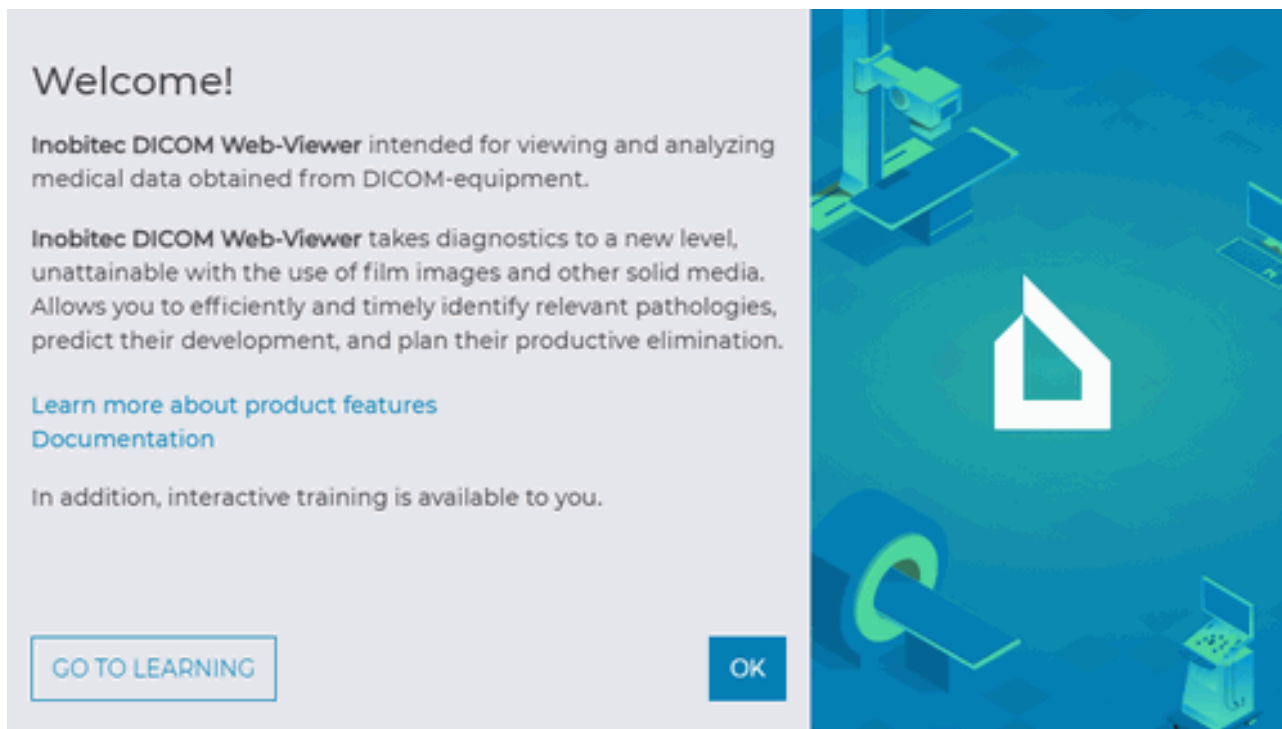 Welcome!
Inobitec DICOM Web-Viewer intended for viewing and analyzing
medical data obtained from DICOM-equipment.
Inobitec DICOM Web-Viewer takes diagnostics to a new level,
unattainable with the use of film images and other solid media.
Allows you to efficiently and timely identify relevant pathologies,
predict their development, and plan their productive elimination.
Learn more about product features
Documentation
In addition, interactive training is available to you.
GO TO LEARNING
OK